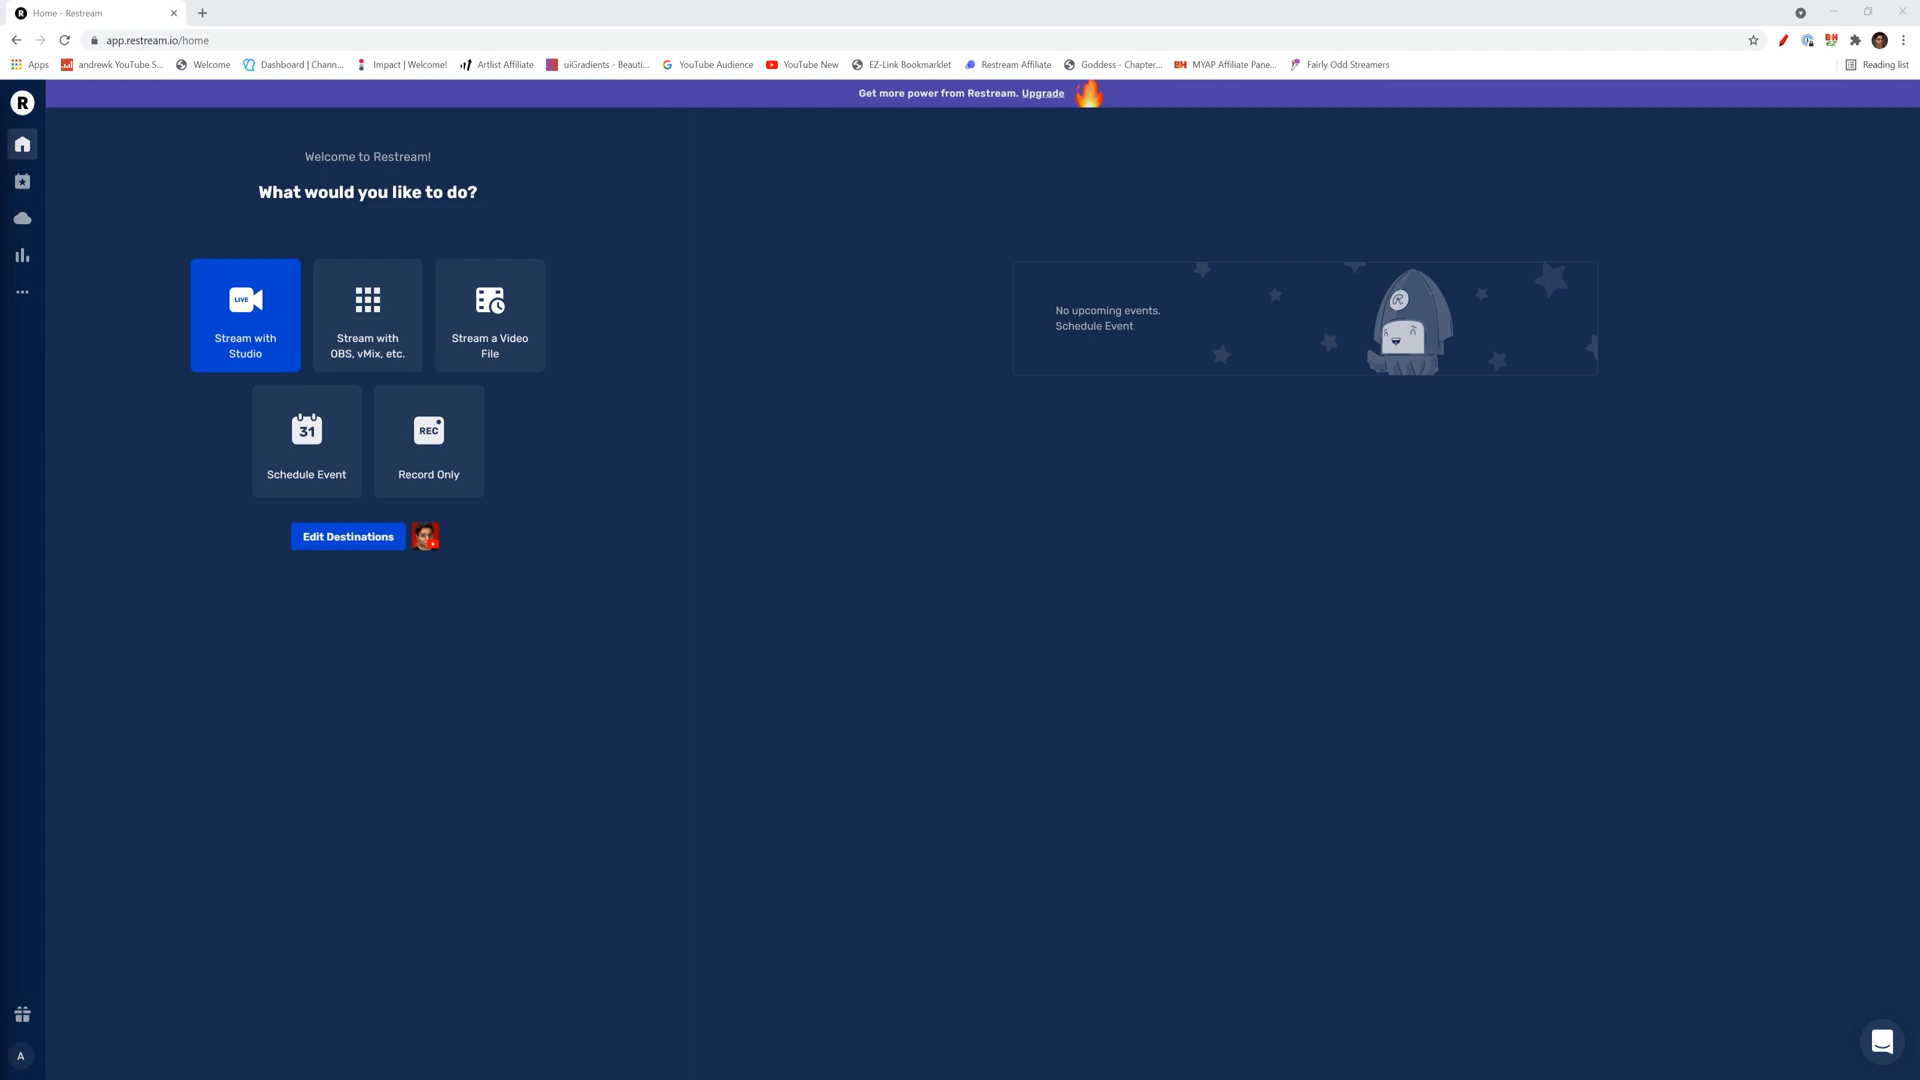 R Home - Restream
app.restream.io/home
Apps andrewk YouTube S... Welcome Dashboard | Chann... Impact | Welcome! Artlist Affiliate uiGradients - Beauti... YouTube Audience YouTube New EZ-Link Bookmarklet Restream Affiliate Goddess - Chapter... BH MYAP Affiliate Pane... Fairly Odd Streamers Reading list
R
Get more power from Restream. Upgrade
Welcome to Restream!
What would you like to do?
LIVE
Stream with
Studio
Stream with
OBS, vMix, etc.
Stream a Video
File
No upcoming events.
Schedule Event
R
31
Schedule Event
REC
Record Only
Edit Destinations
A